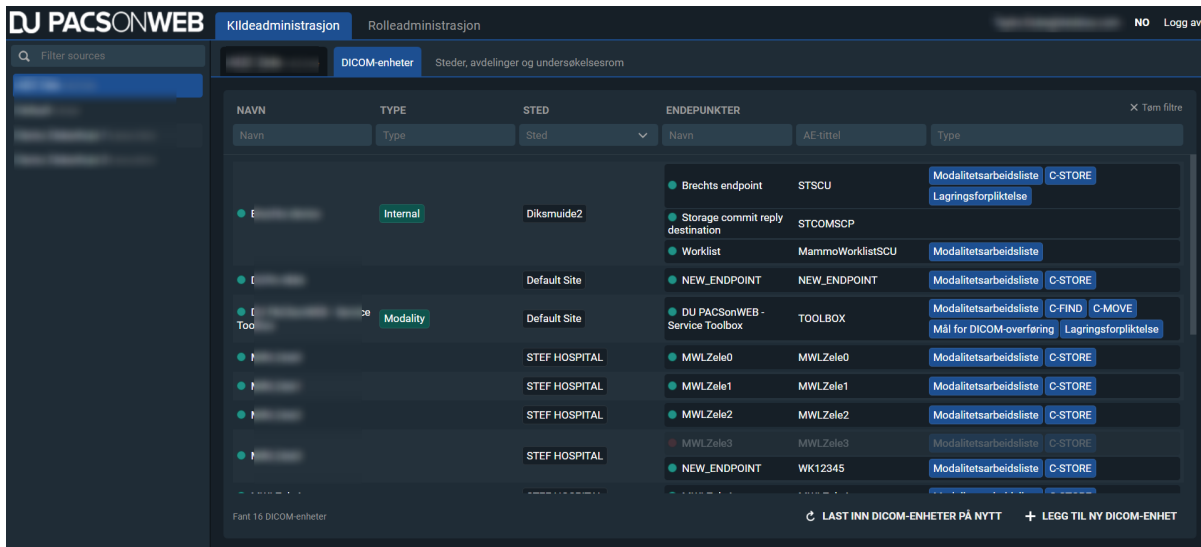 DU PACSONWEB KIldeadministrasjon Rolleadministrasjon NO Logg av
Filter sources
DICOM-enheter Steder, avdelinger og undersøkelsesrom
NAVN TYPE STED ENDEPUNKTER × Tøm filtre
Navn Type Sted Navn AE-tittel Type
Brechts endpoint STSCU Modalitetsarbeidsliste C-STORE
Lagringsforpliktelse
Internal Diksmuide2
Storage commit reply
destination STCOMSCP
Worklist MammoWorklistSCU Modalitetsarbeidsliste
Default Site NEW_ENDPOINT NEW_ENDPOINT Modalitetsarbeidsliste C-STORE
Modality Default Site DU PACSonWEB -
Service Toolbox TOOLBOX Modalitetsarbeidsliste C-FIND C-MOVE
Mål for DICOM-overføring Lagringsforpliktelse
STEF HOSPITAL MWLZele0 MWLZele0 Modalitetsarbeidsliste C-STORE
STEF HOSPITAL MWLZele1 MWLZele1 Modalitetsarbeidsliste C-STORE
STEF HOSPITAL MWLZele2 MWLZele2 Modalitetsarbeidsliste C-STORE
MWLZele3 MWLZele3 Modalitetsarbeidsliste C-STORE
STEF HOSPITAL
NEW_ENDPOINT WK12345 Modalitetsarbeidsliste C-STORE
Fant 16 DICOM-enheter LAST INN DICOM-ENHETER PÅ NYTT + LEGG TIL NY DICOM-ENHET